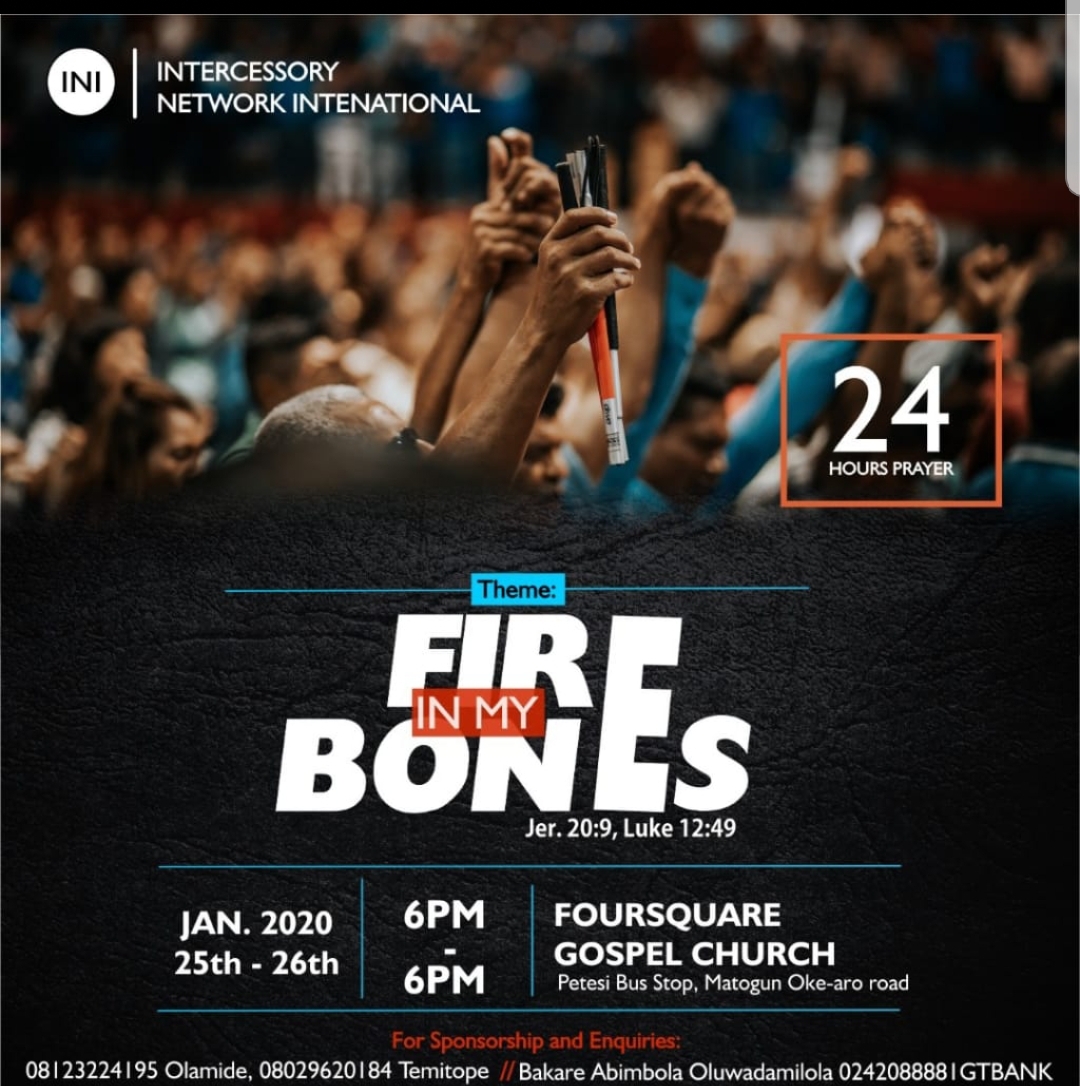 INI
INTERCESSORY
NETWORK INTENATIONAL
24
HOURS PRAYER
Theme:
FIRE
IN MY
BONES
Jer. 20:9, Luke 12:49
JAN. 2020
25th - 26th
6PM
-
6PM
FOURSQUARE
GOSPEL CHURCH
Petesi Bus Stop, Matogun Oke-aro road
For Sponsorship and Enquiries:
08123224195 Olamide, 08029620184 Temitope // Bakare Abimbola Oluwadamilola 0242088881GTBANK